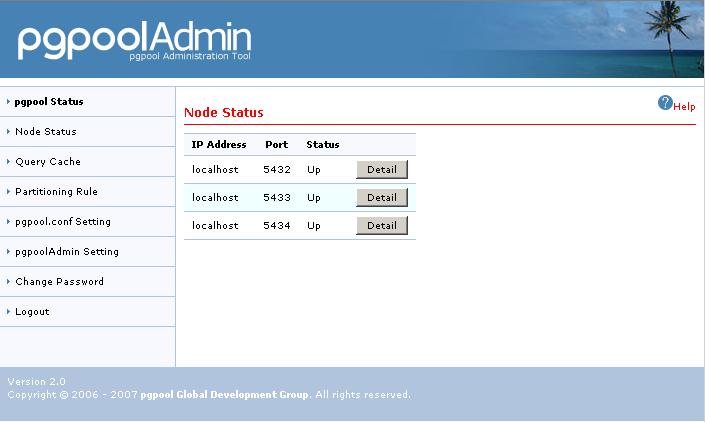 pgpoolAdmin
pgpool Administration Tool
pgpool Status
Node Status
Query Cache
Partitioning Rule
pgpool.conf Setting
pgpoolAdmin Setting
Change Password
Logout
? Help
Node Status
IP Address Port Status
localhost 5432 Up Detail
localhost 5433 Up Detail
localhost 5434 Up Detail
Version 2.0
Copyright © 2006 - 2007 pgpool Global Development Group. All rights reserved.